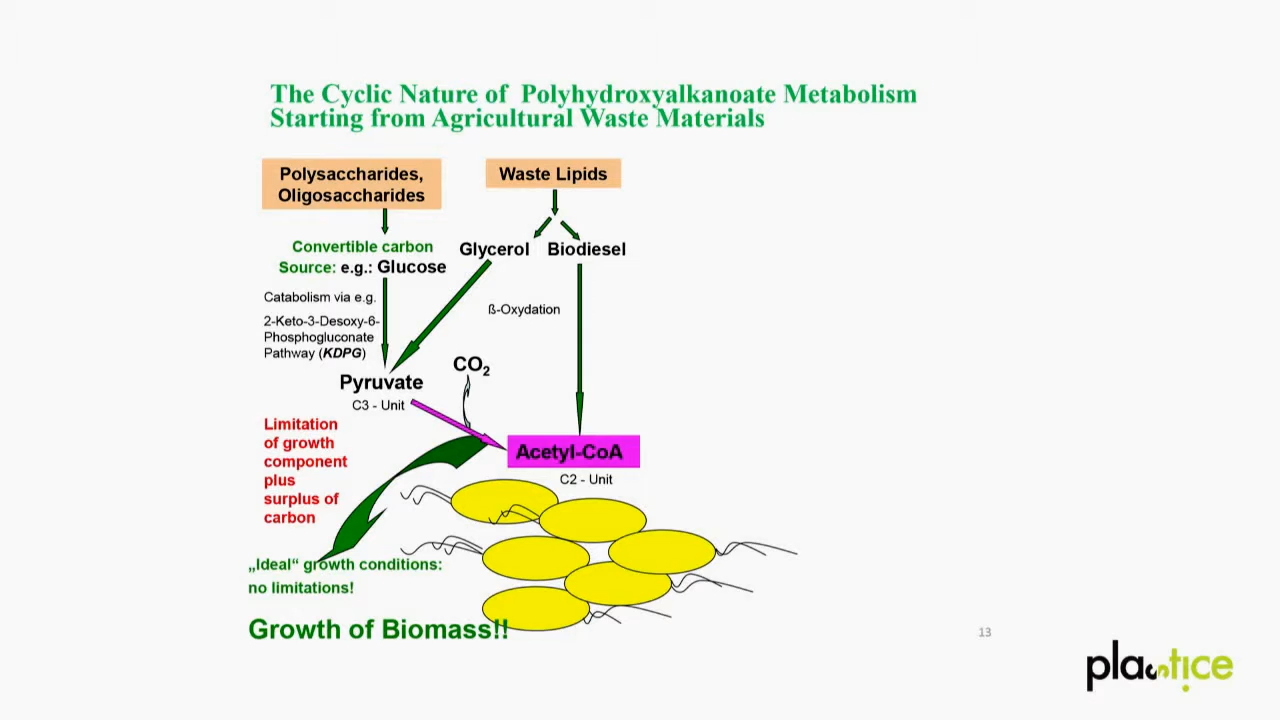 The Cyclic Nature of Polyhydroxyalkanoate Metabolism
Starting from Agricultural Waste Materials
Polysaccharides,
Oligosaccharides
Waste Lipids
Convertible carbon
Source: e.g.: Glucose
Glycerol
Biodiesel
Catabolism via e.g.
2-Keto-3-Desoxy-6-
Phosphogluconate
Pathway (KDPG)
ß-Oxydation
CO2
Pyruvate
C3 - Unit
Limitation
of growth
component
plus
surplus of
carbon
Acetyl-CoA
C2 - Unit
„Ideal“ growth conditions:
no limitations!
Growth of Biomass!!
13
plastice